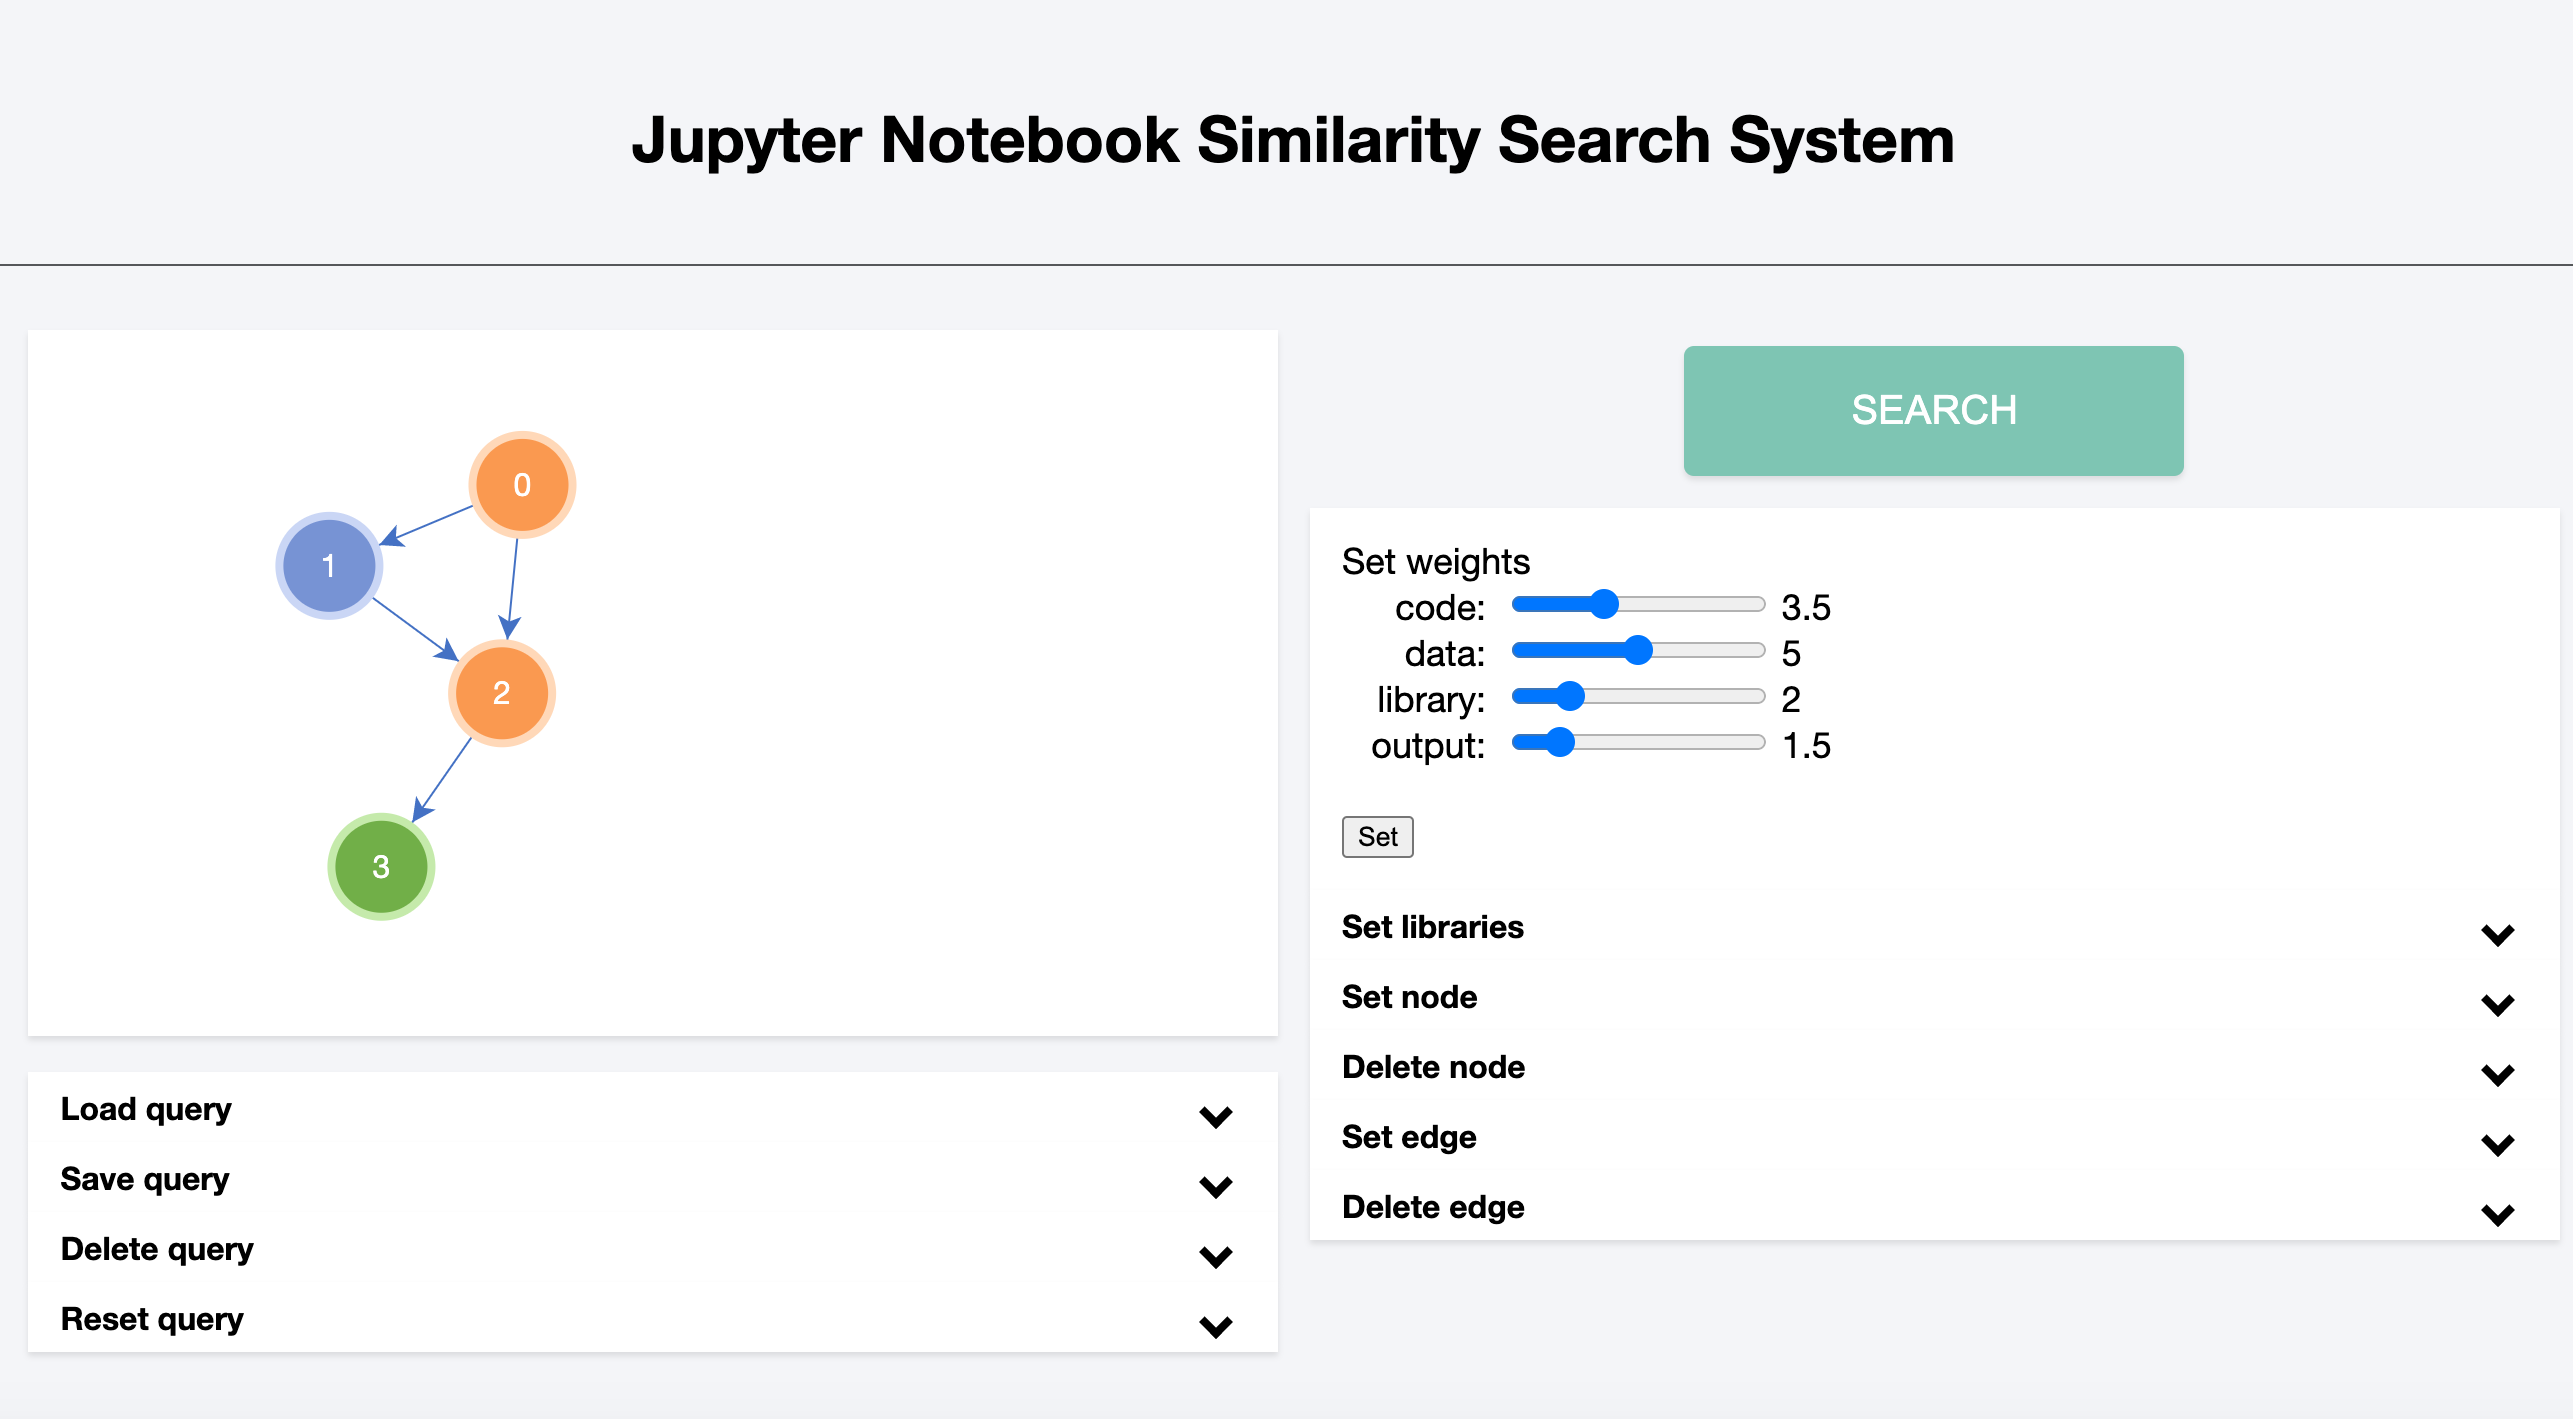 Jupyter Notebook Similarity Search System
0
1
2
3
Load query
Save query
Delete query
Reset query
SEARCH
Set weights
code: 3.5
data: 5
library: 2
output: 1.5
Set
Set libraries
Set node
Delete node
Set edge
Delete edge